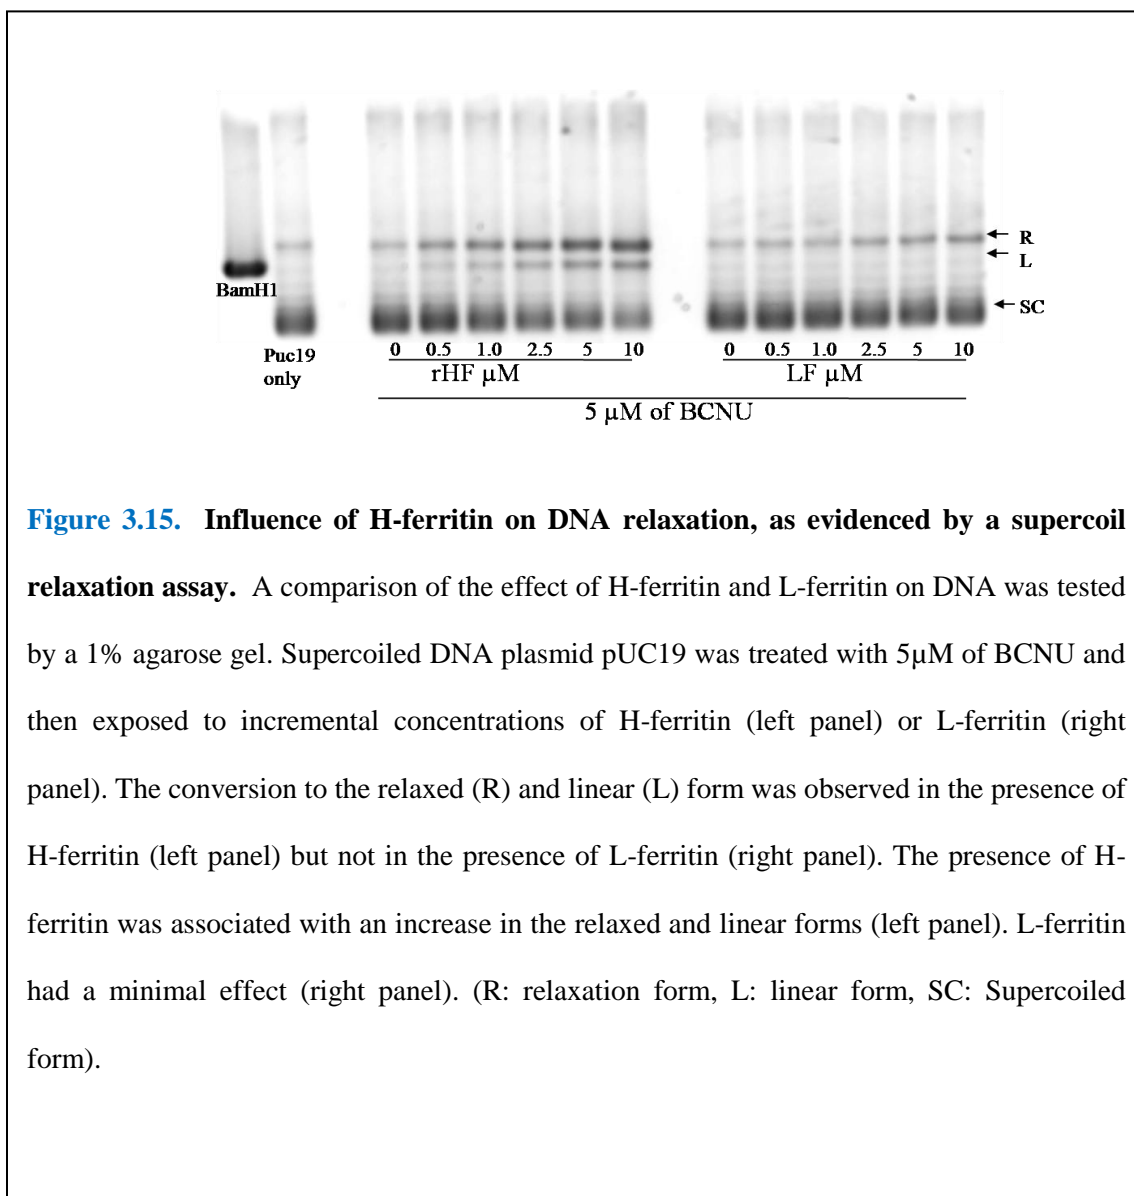 R
L
SC
BamH1
Puc19
only
0 0.5 1.0 2.5 5 10
0 0.5 1.0 2.5 5 10
rHF μM
LF μM
5 μM of BCNU
Figure 3.15. Influence of H-ferritin on DNA relaxation, as evidenced by a supercoil
relaxation assay. A comparison of the effect of H-ferritin and L-ferritin on DNA was tested
by a 1% agarose gel. Supercoiled DNA plasmid pUC19 was treated with 5μM of BCNU and
then exposed to incremental concentrations of H-ferritin (left panel) or L-ferritin (right
panel). The conversion to the relaxed (R) and linear (L) form was observed in the presence of
H-ferritin (left panel) but not in the presence of L-ferritin (right panel). The presence of H-
ferritin was associated with an increase in the relaxed and linear forms (left panel). L-ferritin
had a minimal effect (right panel). (R: relaxation form, L: linear form, SC: Supercoiled
form).